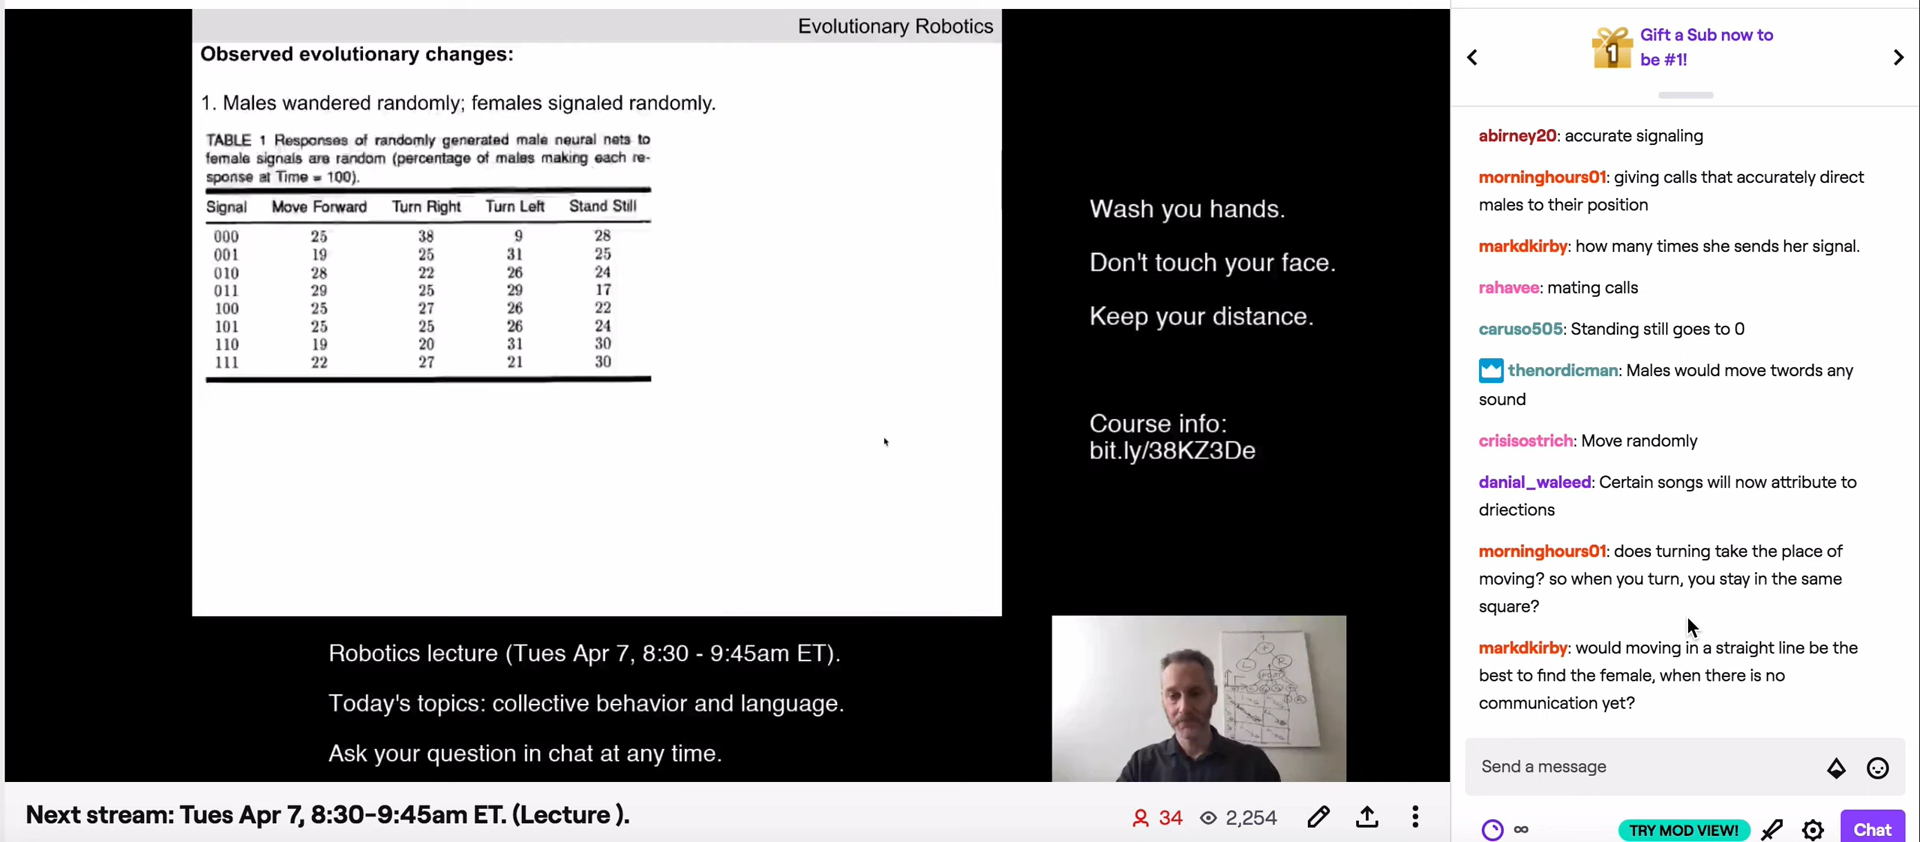 Evolutionary Robotics
Observed evolutionary changes:
1. Males wandered randomly; females signaled randomly.
TABLE 1 Responses of randomly generated male neural nets to
female signals are random (percentage of males making each re-
sponse at Time = 100).
Signal Move Forward Turn Right Turn Left Stand Still
000 25 38 9 28
001 19 25 31 25
010 28 22 26 24
011 29 25 29 17
100 25 27 26 22
101 25 25 26 24
110 19 20 31 30
111 22 27 21 30
Wash you hands.
Don't touch your face.
Keep your distance.
Course info:
bit.ly/38KZ3De
Robotics lecture (Tues Apr 7, 8:30 - 9:45am ET).
Today's topics: collective behavior and language.
Ask your question in chat at any time.
Next stream: Tues Apr 7, 8:30-9:45am ET. (Lecture ).
34
2,254
1
Gift a Sub now to
be #1!
abirney20: accurate signaling
morninghours01: giving calls that accurately direct
males to their position
markdkirby: how many times she sends her signal.
rahavee: mating calls
caruso505: Standing still goes to 0
thenordicman: Males would move twords any
sound
crisisostrich: Move randomly
danial_waleed: Certain songs will now attribute to
driections
morninghours01: does turning take the place of
moving? so when you turn, you stay in the same
square?
markdkirby: would moving in a straight line be the
best to find the female, when there is no
communication yet?
Send a message
∞
TRY MOD VIEW!
Chat